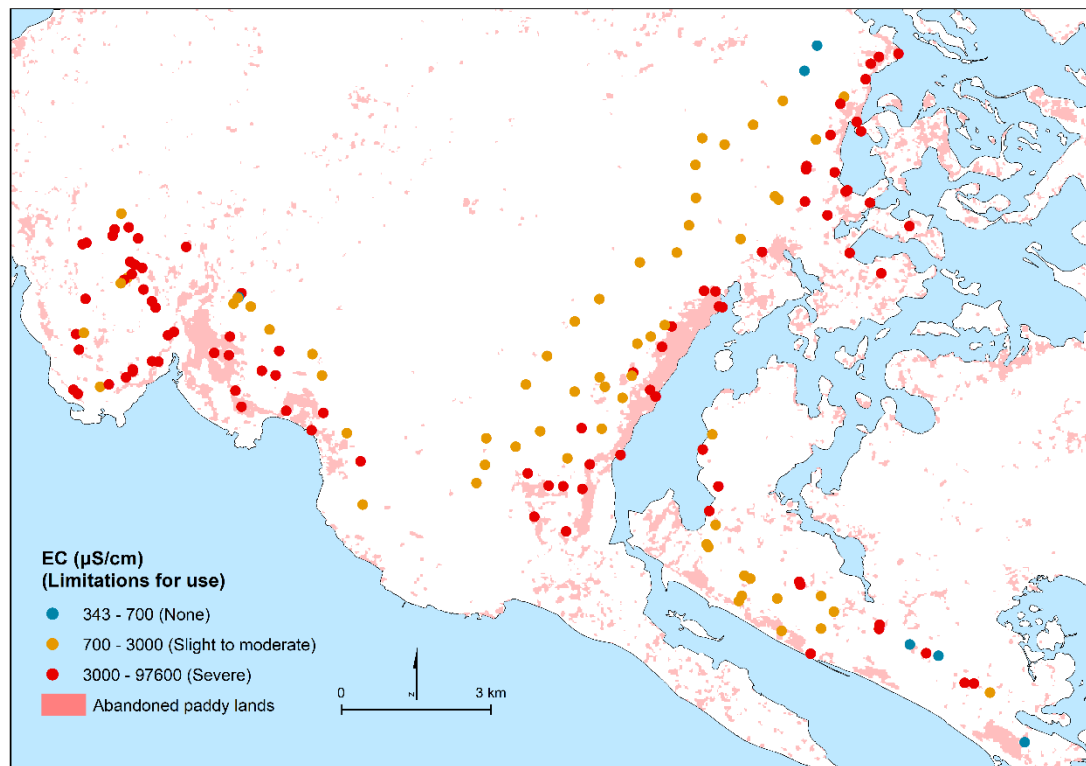 EC (µS/cm)
(Limitations for use)
343 - 700 (None)
700 - 3000 (Slight to moderate)
3000 - 97600 (Severe)
Abandoned paddy lands
N
0 3 km